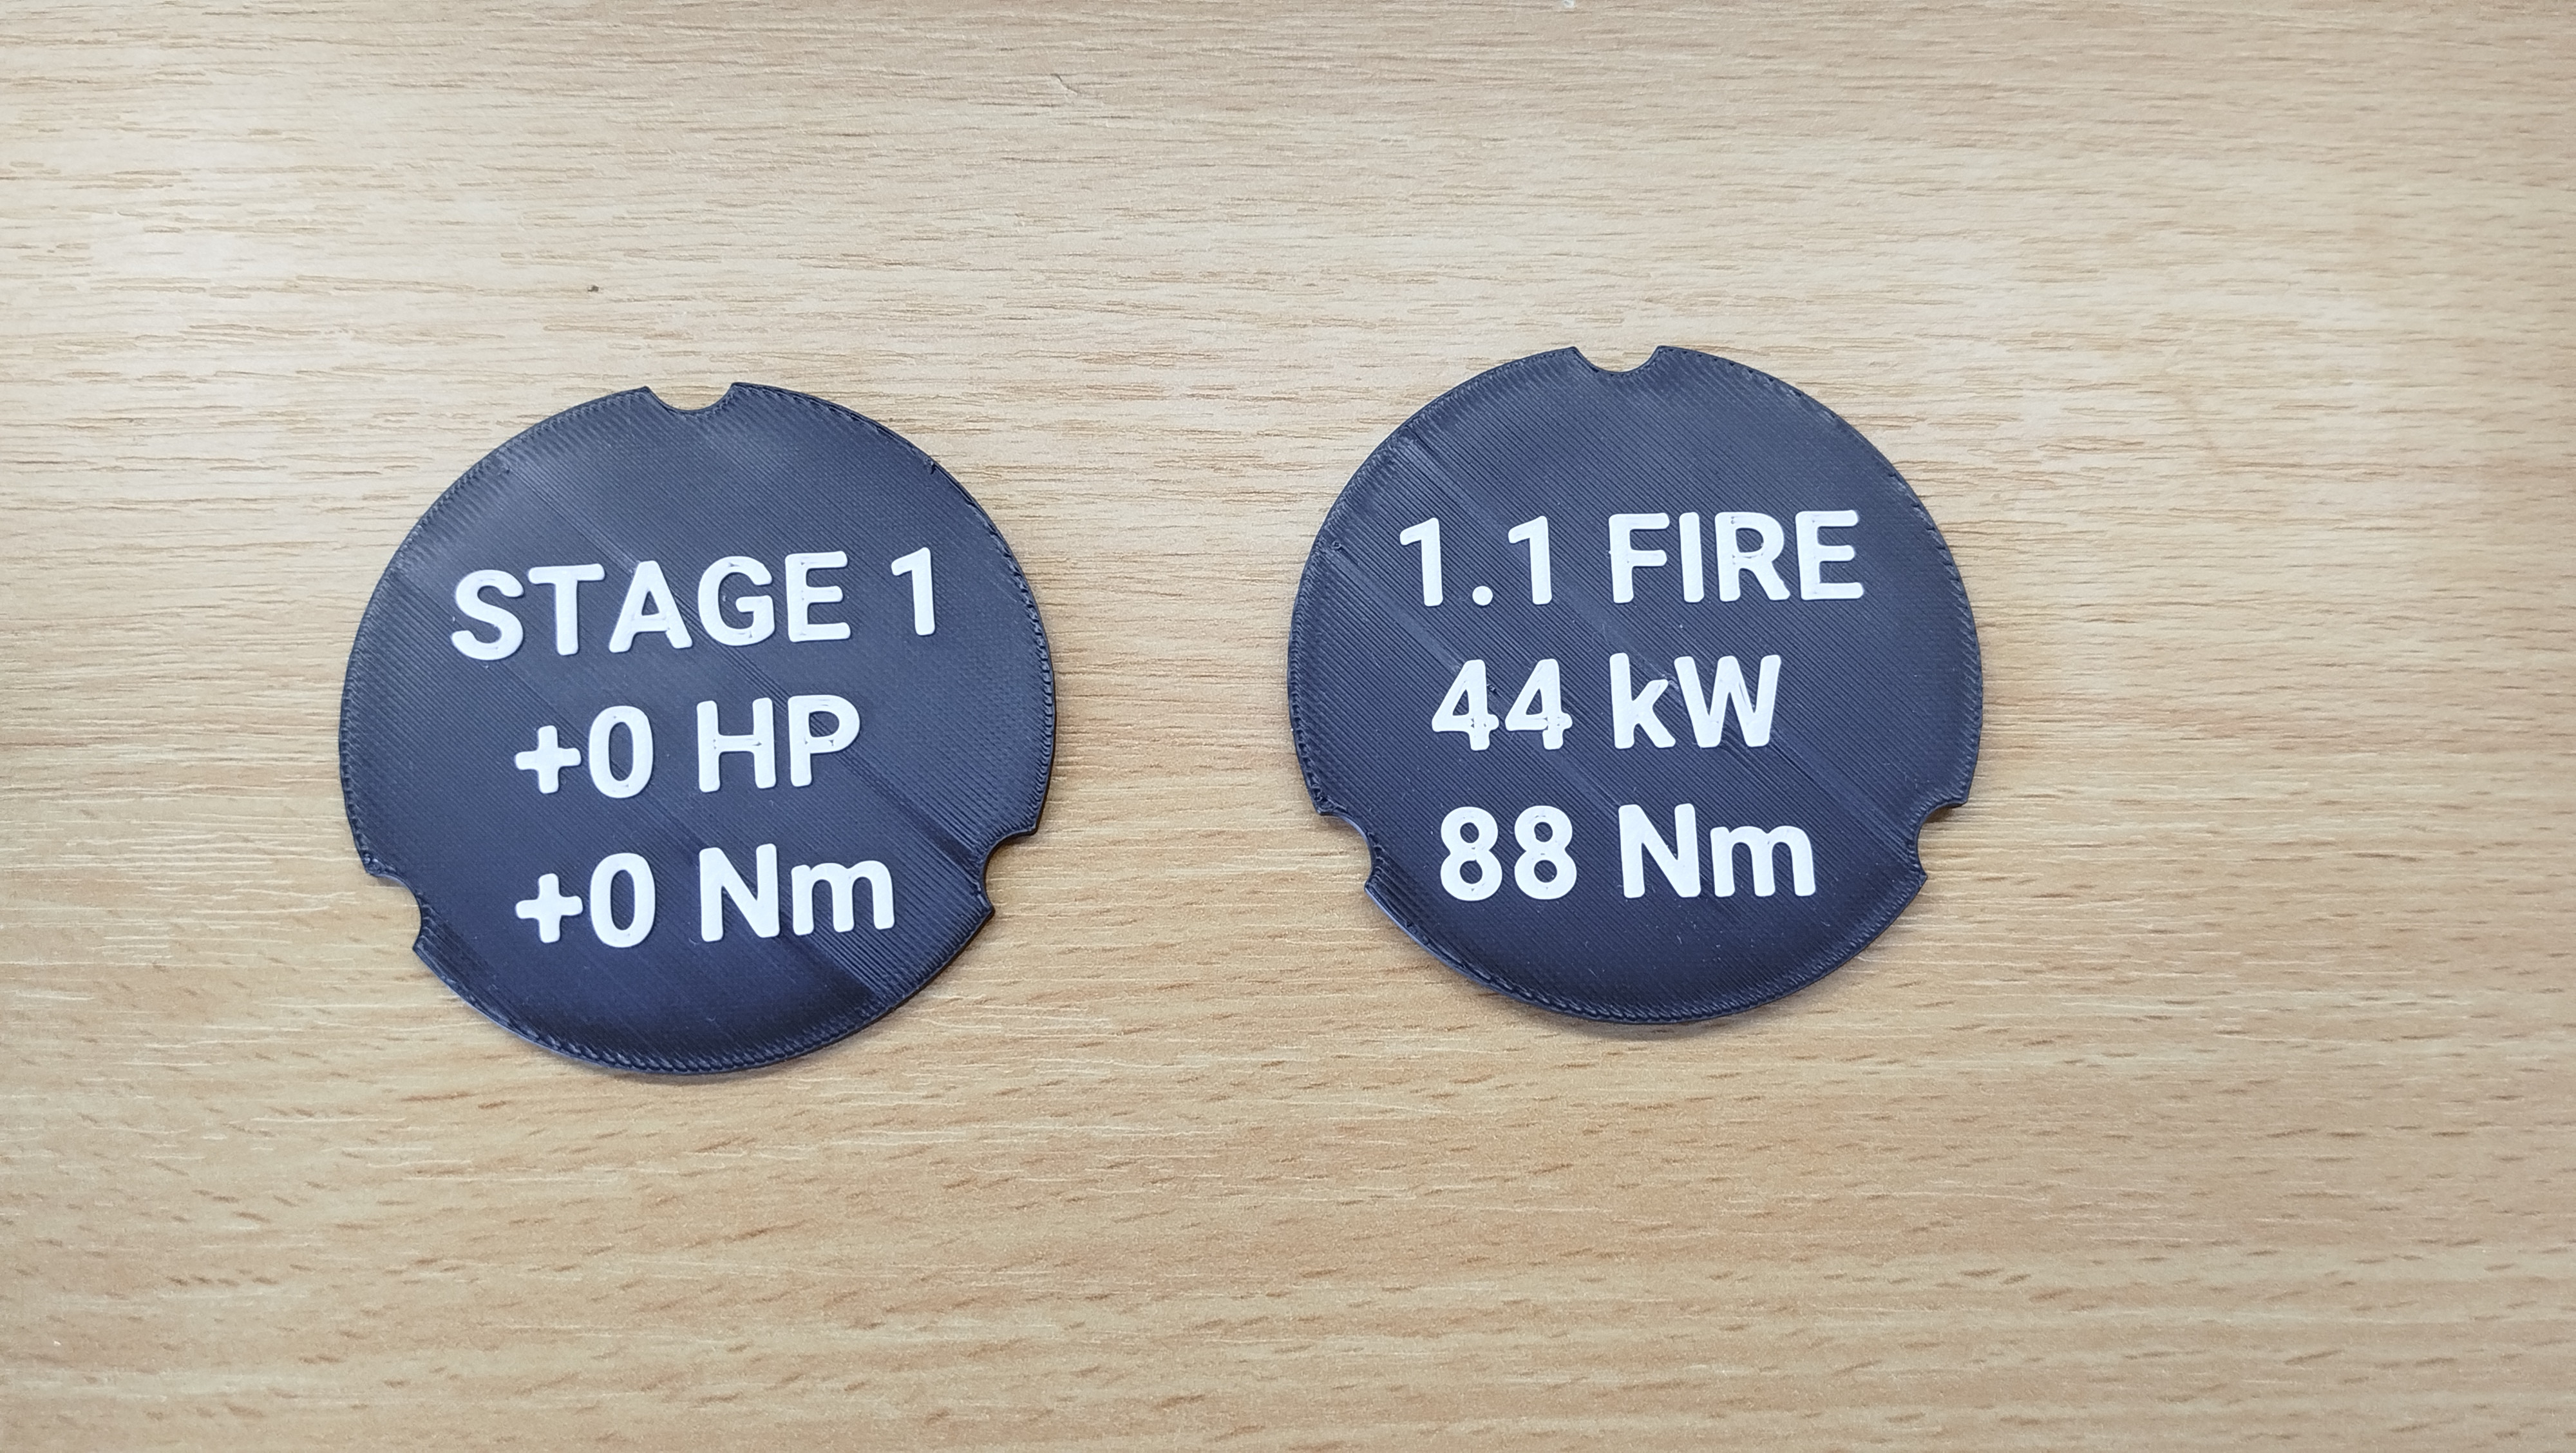 STAGE 1
+0 HP
+0 Nm
1.1 FIRE
44 kW
88 Nm